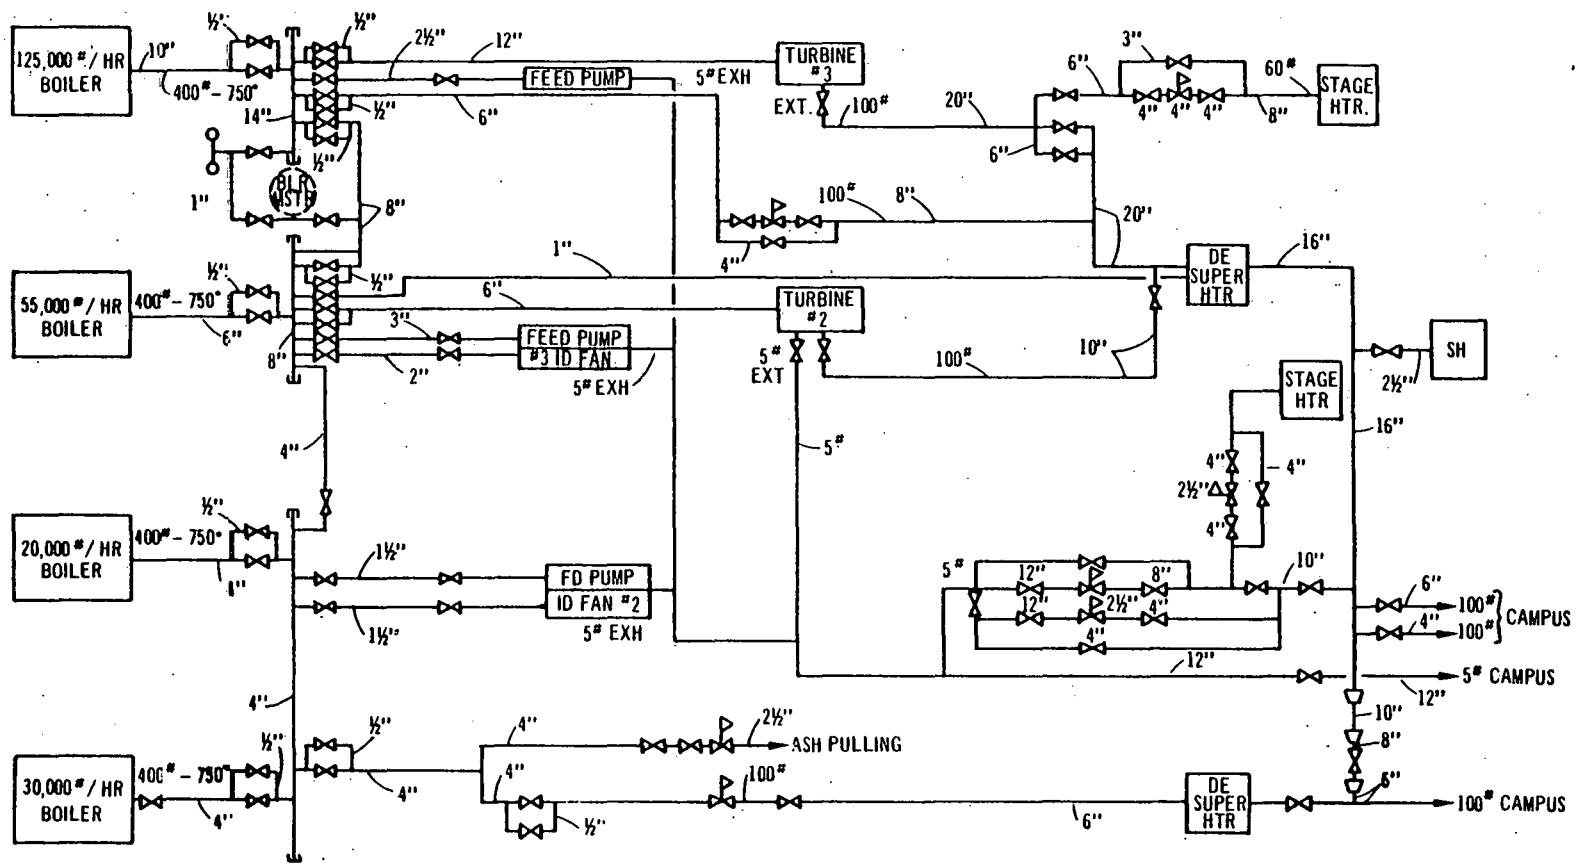 125,000 #/ HR
BOILER
10"
400# - 750°
½"
½"
2½"
12"
FEED PUMP
5# EXH
TURBINE
#3
EXT.
100#
20"
6"
6"
3"
4"
4"
4"
60#
8"
STAGE
HTR.
14"
½"
6"
½"
BLR
MSTR
1"
8"
100#
8"
4"
20"
1"
DE
SUPER
HTR
16"
55,000 #/ HR
BOILER
400# - 750°
½"
6"
½"
8"
6"
3"
2"
FEED PUMP
#3 ID FAN
5# EXH
TURBINE
#2
5#
EXT
100#
10"
SH
2½"
STAGE
HTR
16"
4"
5#
4"
4"
2½"
4"
20,000 #/ HR
BOILER
400# - 750°
½"
4"
1½"
1½"
FD PUMP
ID FAN #2
5# EXH
5#
12"
8"
10"
12"
2½"
4"
4"
12"
6"
100#
4"
100#
CAMPUS
5# CAMPUS
12"
10"
8"
6"
4"
30,000 #/ HR
BOILER
400# - 750°
½"
4"
½"
4"
4"
2½"
ASH PULLING
4"
½"
100#
6"
DE
SUPER
HTR
100# CAMPUS